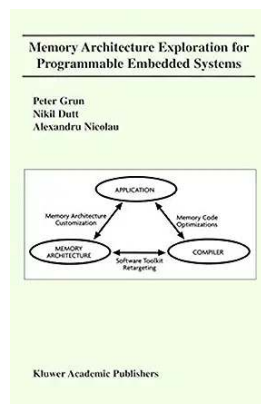 Memory Architecture Exploration for
Programmable Embedded Systems
Peter Grun
Nikil Dutt
Alexandru Nicolau
APPLICATION
Memory Architecture
Customization
Memory Code
Optimizations
MEMORY
ARCHITECTURE
COMPILER
Software Toolkit
Retargeting
Kluwer Academic Publishers